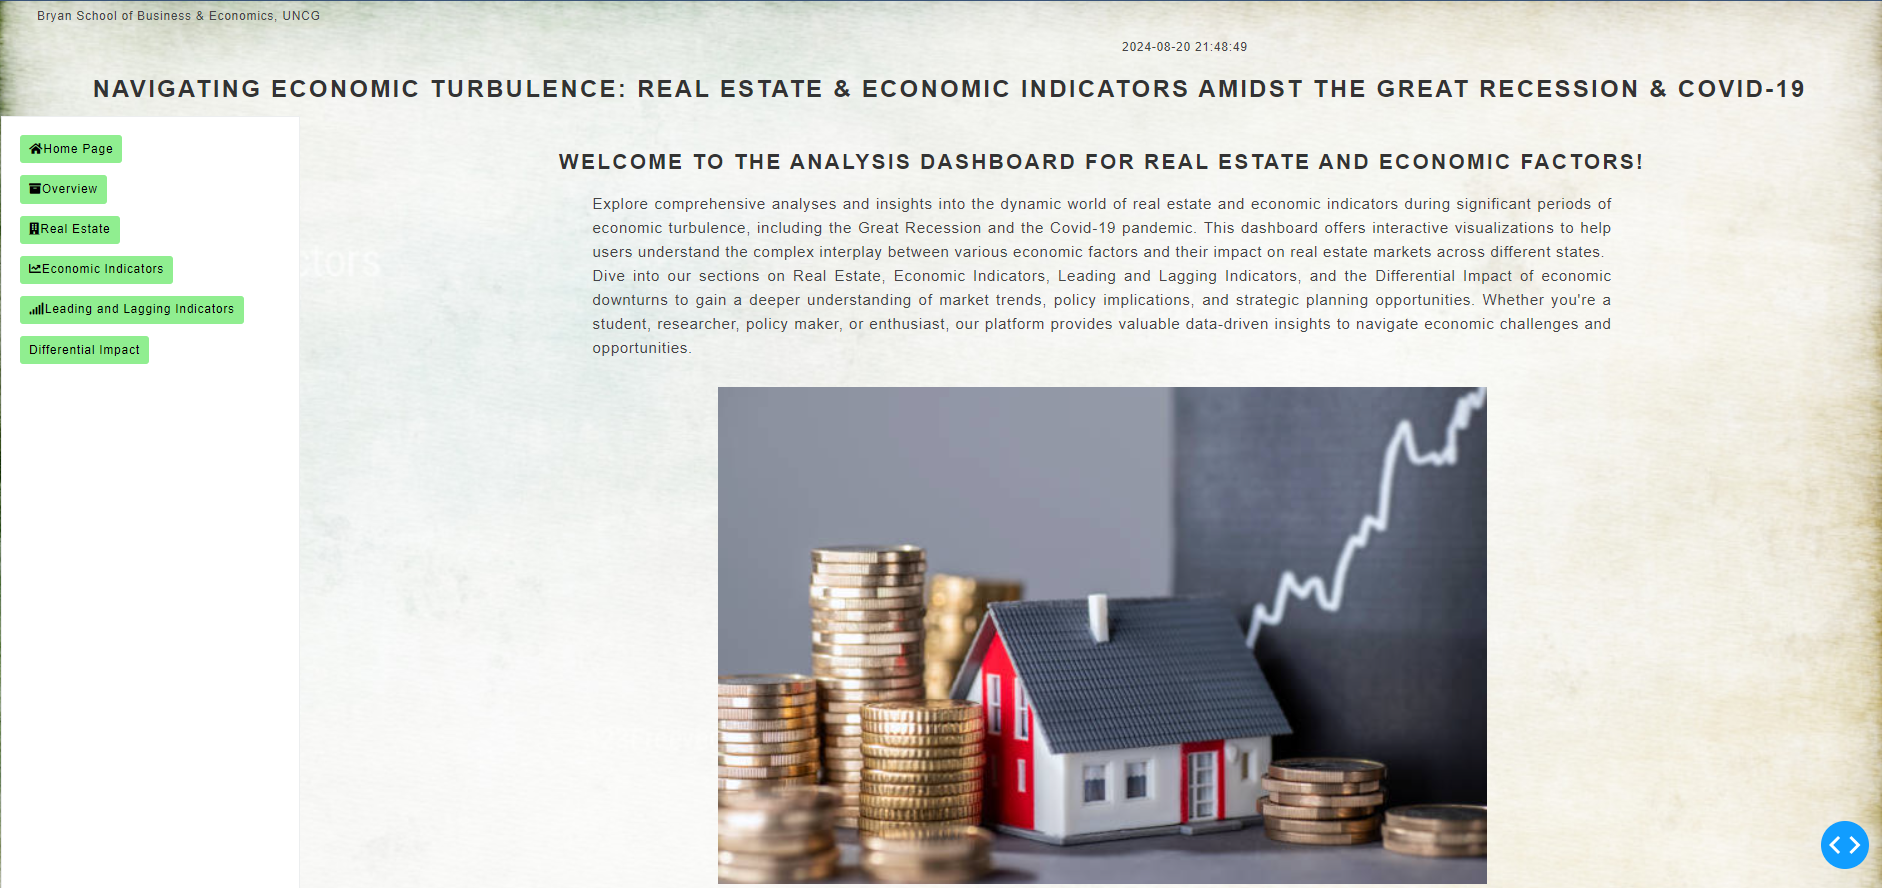 Bryan School of Business & Economics, UNCG
2024-08-20 21:48:49
NAVIGATING ECONOMIC TURBULENCE: REAL ESTATE & ECONOMIC INDICATORS AMIDST THE GREAT RECESSION & COVID-19
Home Page
Overview
Real Estate
Economic Indicators
Leading and Lagging Indicators
Differential Impact
WELCOME TO THE ANALYSIS DASHBOARD FOR REAL ESTATE AND ECONOMIC FACTORS!
Explore comprehensive analyses and insights into the dynamic world of real estate and economic indicators during significant periods of
economic turbulence, including the Great Recession and the Covid-19 pandemic. This dashboard offers interactive visualizations to help
users understand the complex interplay between various economic factors and their impact on real estate markets across different states.
Dive into our sections on Real Estate, Economic Indicators, Leading and Lagging Indicators, and the Differential Impact of economic
downturns to gain a deeper understanding of market trends, policy implications, and strategic planning opportunities. Whether you're a
student, researcher, policy maker, or enthusiast, our platform provides valuable data-driven insights to navigate economic challenges and
opportunities.